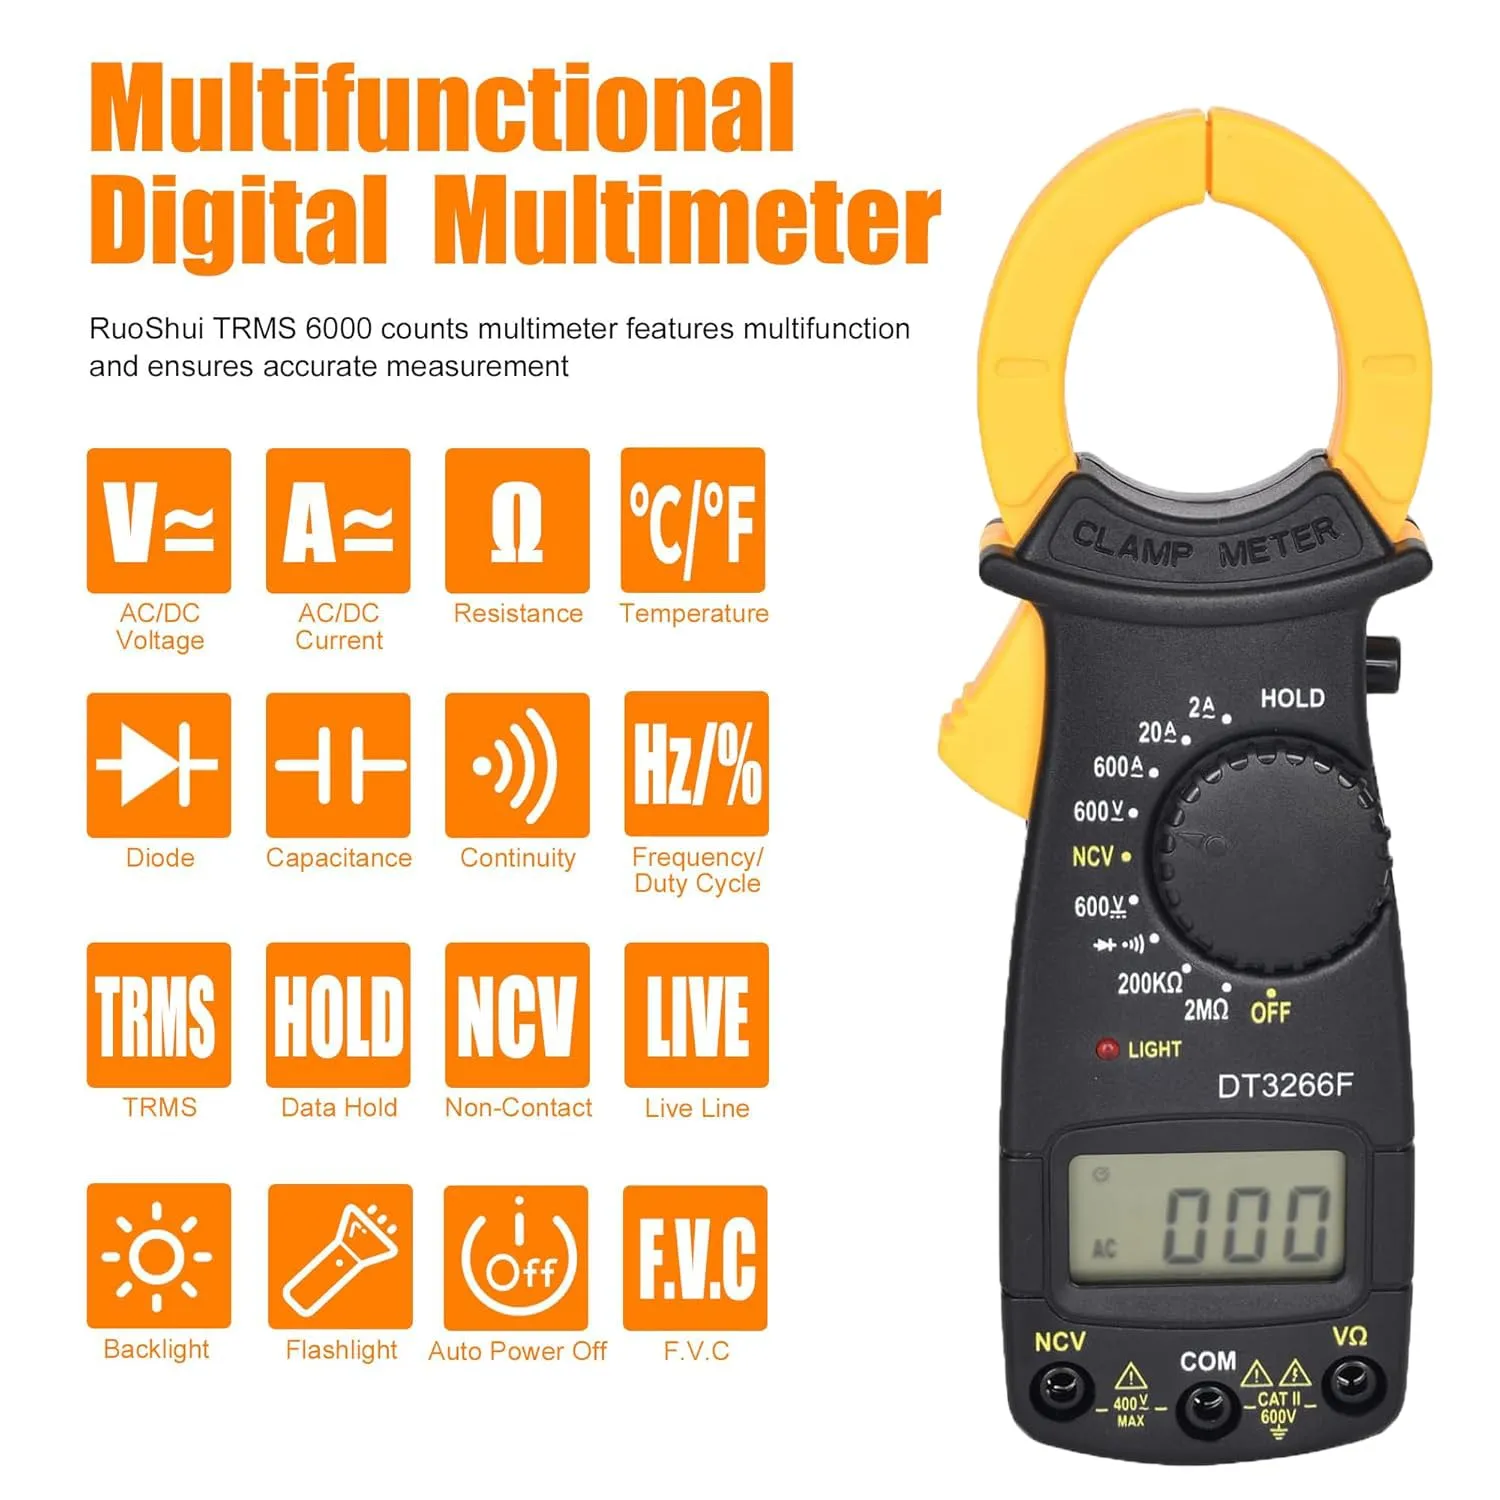 Multifunctional
Digital Multimeter
RuoShui TRMS 6000 counts multimeter features multifunction
and ensures accurate measurement
V
A
Ω
°C/°F
AC/DC
Voltage
AC/DC
Current
Resistance
Temperature
Hz/%
Diode
Capacitance
Continuity
Frequency/
Duty Cycle
TRMS
HOLD
NCV
LIVE
TRMS
Data Hold
Non-Contact
Live Line
Off
F.V.C
Backlight
Flashlight
Auto Power Off
F.V.C
CLAMP METER
HOLD
2A
20A
600A
600V
NCV
600V
200KΩ
2MΩ
OFF
LIGHT
DT3266F
AC
000
NCV
COM
VΩ
400V
MAX
CAT II
600V